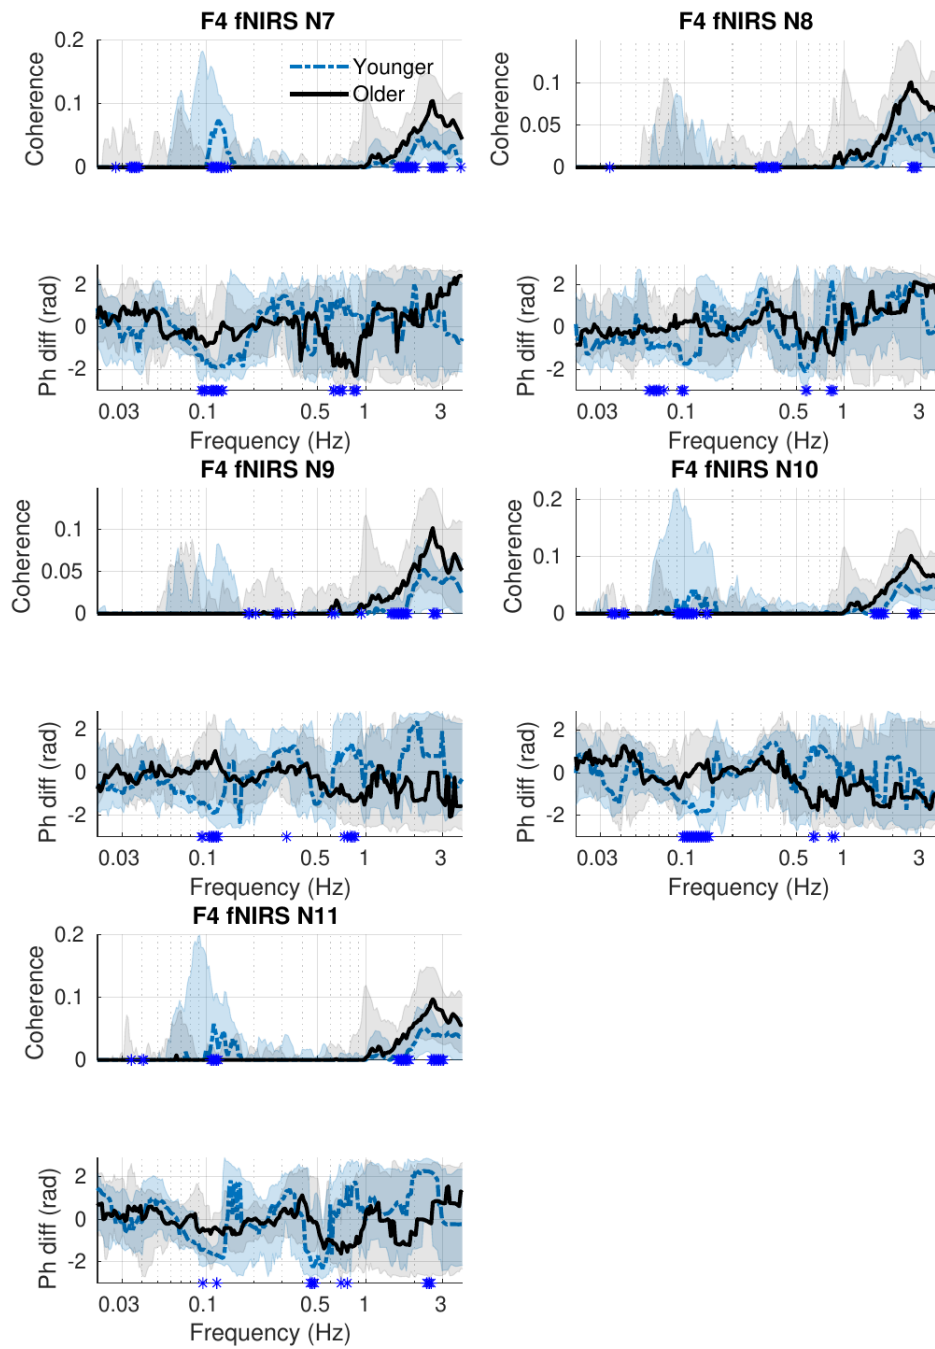 F4 fNIRS N7
0.2
0.1
0
Coherence
Younger
Older
2
0
-2
Ph diff (rad)
0.03 0.1 0.5 1 3
Frequency (Hz)
F4 fNIRS N8
0.1
0.05
0
Coherence
2
0
-2
Ph diff (rad)
0.03 0.1 0.5 1 3
Frequency (Hz)
F4 fNIRS N9
0.1
0.05
0
Coherence
2
0
-2
Ph diff (rad)
0.03 0.1 0.5 1 3
Frequency (Hz)
F4 fNIRS N10
0.2
0.1
0
Coherence
2
0
-2
Ph diff (rad)
0.03 0.1 0.5 1 3
Frequency (Hz)
F4 fNIRS N11
0.2
0.1
0
Coherence
2
0
-2
Ph diff (rad)
0.03 0.1 0.5 1 3
Frequency (Hz)